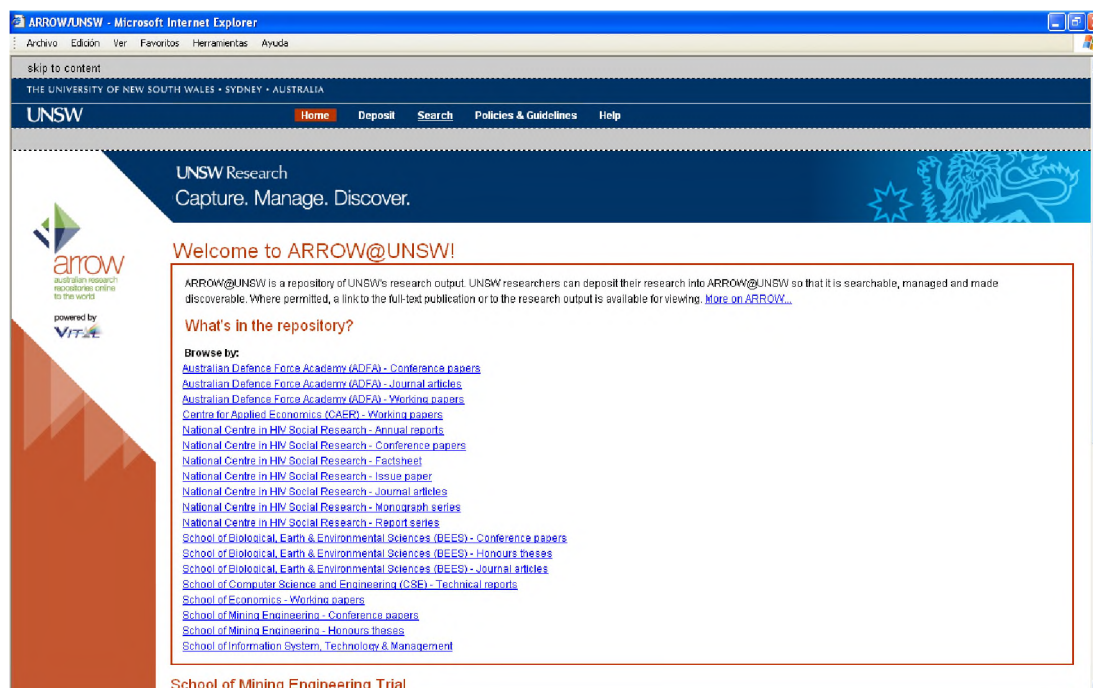 ARROW/UNSW - Microsoft Internet Explorer
Archivo Edición Ver Favoritos Herramientas Ayuda
skip to content
THE UNIVERSITY OF NEW SOUTH WALES • SYDNEY • AUSTRALIA
UNSW Home Deposit Search Policies & Guidelines Help
UNSW Research
Capture. Manage. Discover.
arrow
australian research
repositories online
to the world
powered by
VITAL
Welcome to ARROW@UNSW!
ARROW@UNSW is a repository of UNSW's research output. UNSW researchers can deposit their research into ARROW@UNSW so that it is searchable, managed and made
discoverable. Where permitted, a link to the full-text publication or to the research output is available for viewing. More on ARROW...
What's in the repository?
Browse by:
Australian Defence Force Academy (ADFA) - Conference papers
Australian Defence Force Academy (ADFA) - Journal articles
Australian Defence Force Academy (ADFA) - Working papers
Centre for Applied Economics (CAER) - Working papers
National Centre in HIV Social Research - Annual reports
National Centre in HIV Social Research - Conference papers
National Centre in HIV Social Research - Factsheet
National Centre in HIV Social Research - Issue paper
National Centre in HIV Social Research - Journal articles
National Centre in HIV Social Research - Monograph series
National Centre in HIV Social Research - Report series
School of Biological, Earth & Environmental Sciences (BEES) - Conference papers
School of Biological, Earth & Environmental Sciences (BEES) - Honours theses
School of Biological, Earth & Environmental Sciences (BEES) - Journal articles
School of Computer Science and Engineering (CSE) - Technical reports
School of Economics - Working papers
School of Mining Engineering - Conference papers
School of Mining Engineering - Honours theses
School of Information System, Technology & Management
School of Mining Engineering Trial